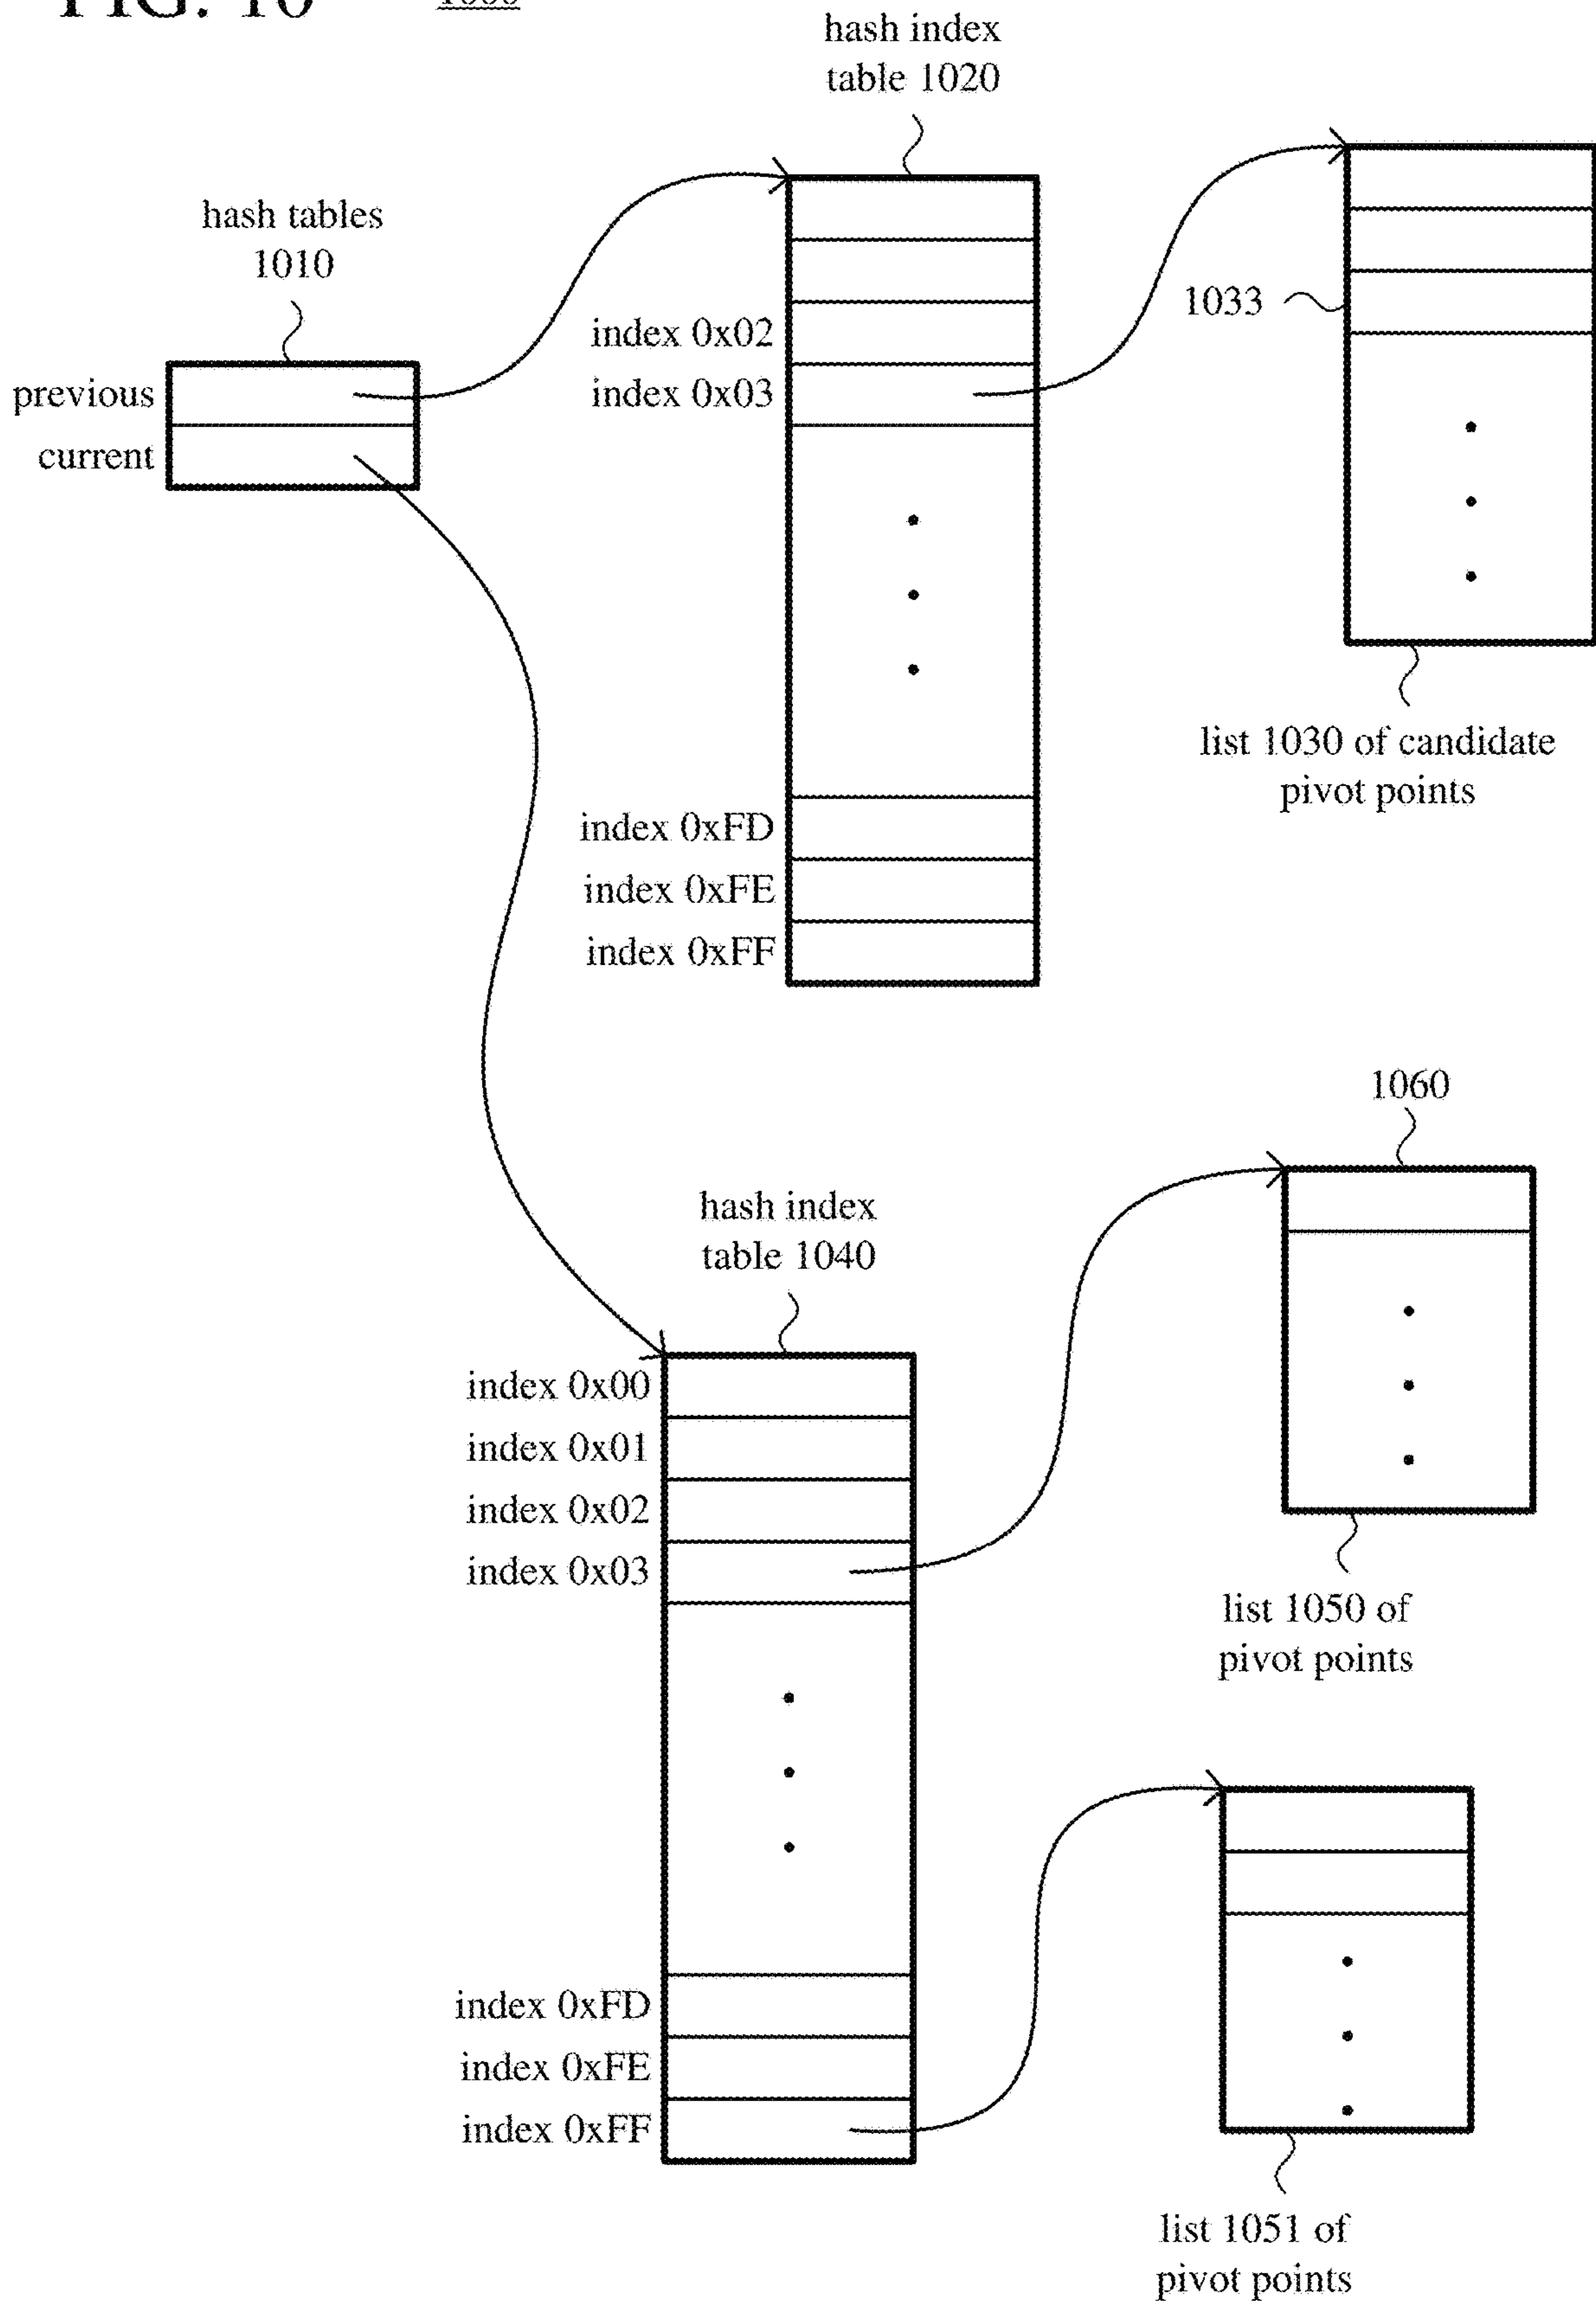 FIG. 10
hash index
table 1020
hash tables
1010
previous
current
index 0x02
index 0x03
index 0xFD
index 0xFE
index 0xFF
1033
list 1030 of candidate
pivot points
hash index
table 1040
index 0x00
index 0x01
index 0x02
index 0x03
index 0xFD
index 0xFE
index 0xFF
1060
list 1050 of
pivot points
list 1051 of
pivot points